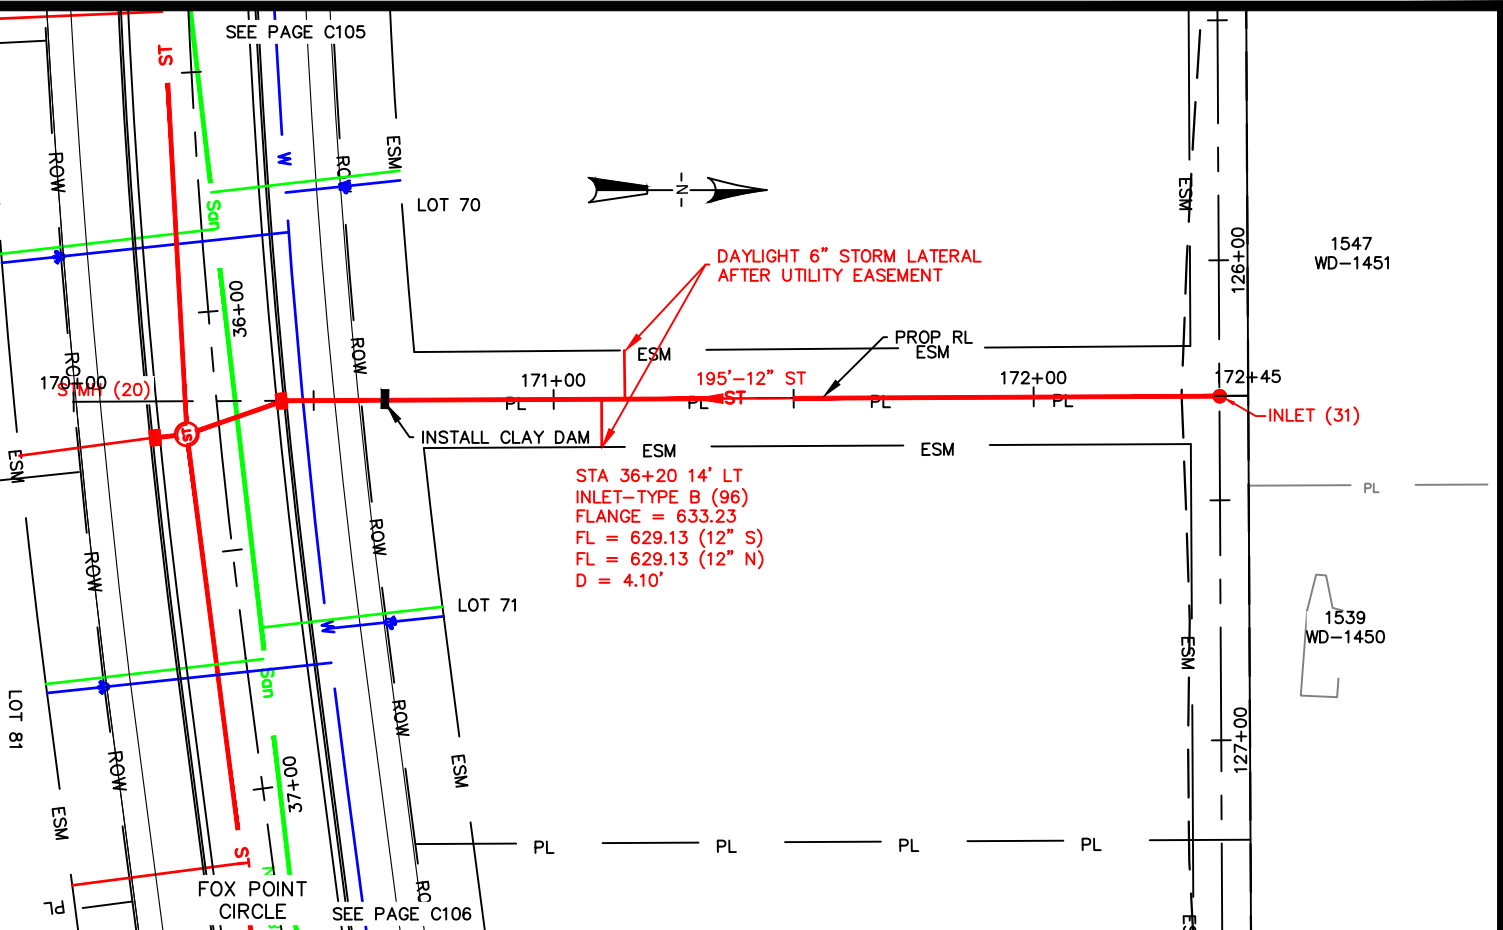 SEE PAGE C105
ST
ESM
W
ROW
San
LOT 70
N
ESM
1547
WD-1451
126+00
DAYLIGHT 6" STORM LATERAL
AFTER UTILITY EASEMENT
36+00
ROW
PROP RL
ESM
ESM
170+00
STMH (20)
171+00
195'-12" ST
172+00
172+45
PL
PL
ST
PL
PL
INLET (31)
ST
INSTALL CLAY DAM
ESM
ESM
ESM
STA 36+20 14' LT
INLET-TYPE B (96)
FLANGE = 633.23
FL = 629.13 (12" S)
FL = 629.13 (12" N)
D = 4.10'
PL
ROW
ROW
LOT 71
W
1539
WD-1450
ESM
San
LOT 81
ROW
ROW
ESM
127+00
37+00
ESM
PL
PL
PL
PL
ST
FOX POINT
CIRCLE
SEE PAGE C106
PL